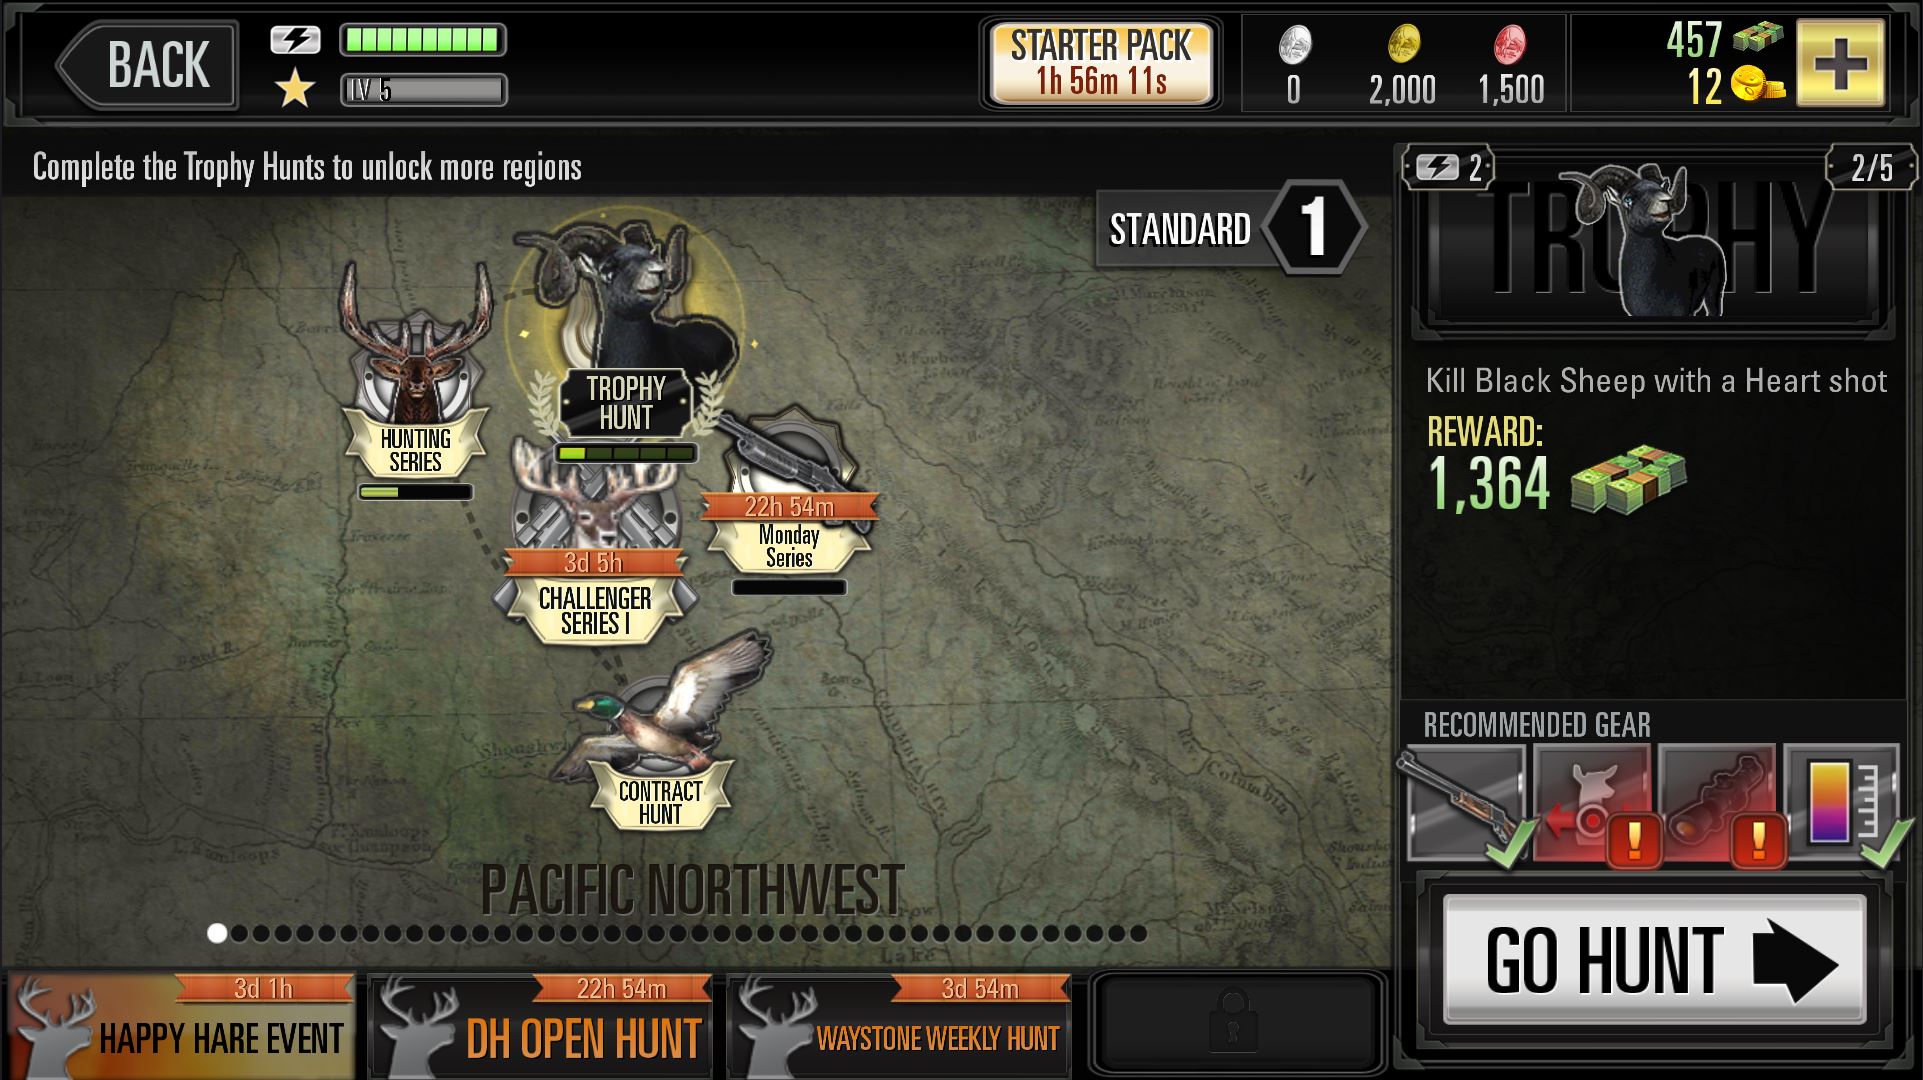 BACK
LV 5
STARTER PACK
1h 56m 11s
0
2,000
1,500
457
12
Complete the Trophy Hunts to unlock more regions
STANDARD
1
2
2/5
TROPHY
Kill Black Sheep with a Heart shot
REWARD:
1,364
HUNTING
SERIES
TROPHY
HUNT
22h 54m
Monday
Series
3d 5h
CHALLENGER
SERIES I
CONTRACT
HUNT
PACIFIC NORTHWEST
RECOMMENDED GEAR
GO HUNT
3d 1h
HAPPY HARE EVENT
22h 54m
DH OPEN HUNT
3d 54m
WAYSTONE WEEKLY HUNT